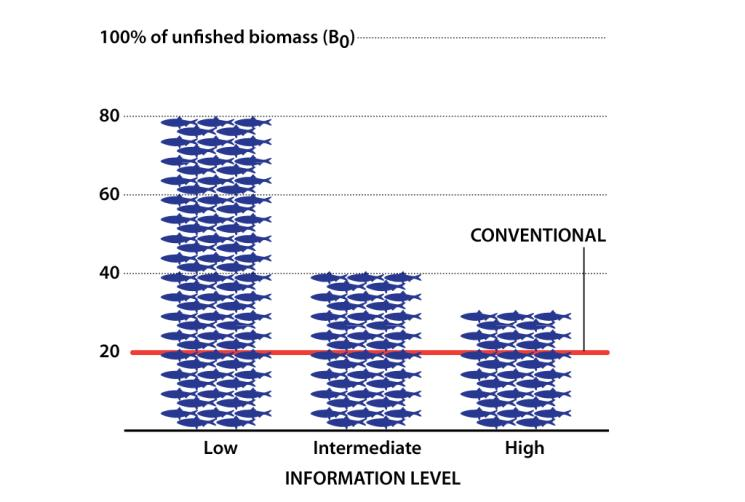 100% of unfished biomass (B0)
80
60
CONVENTIONAL
40
20
Low Intermediate High
INFORMATION LEVEL